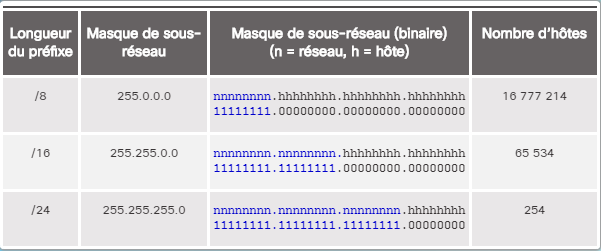 Longueur du préfixe
Masque de sous-réseau
Masque de sous-réseau (binaire)
(n = réseau, h = hôte)
Nombre d'hôtes
/8
255.0.0.0
nnnnnnnn.hhhhhhhh.hhhhhhhh.hhhhhhhh
11111111.00000000.00000000.00000000
16 777 214
/16
255.255.0.0
nnnnnnnn.nnnnnnnn.hhhhhhhh.hhhhhhhh
11111111.11111111.00000000.00000000
65 534
/24
255.255.255.0
nnnnnnnn.nnnnnnnn.nnnnnnnn.hhhhhhhh
11111111.11111111.11111111.00000000
254